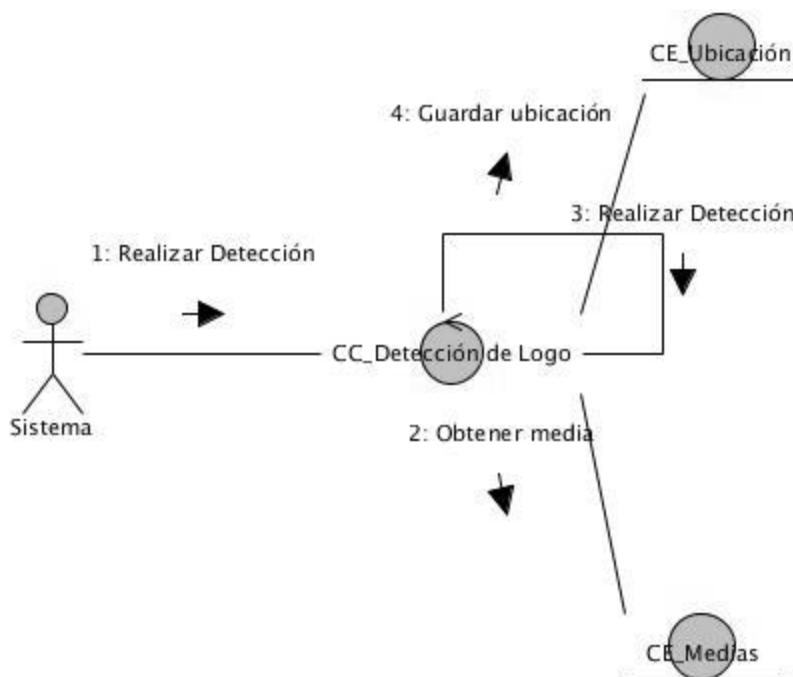 CE_Ubicación
4: Guardar ubicación
3: Realizar Detección
1: Realizar Detección
CC_Detección de Logo
Sistema
2: Obtener media
CE_Medias